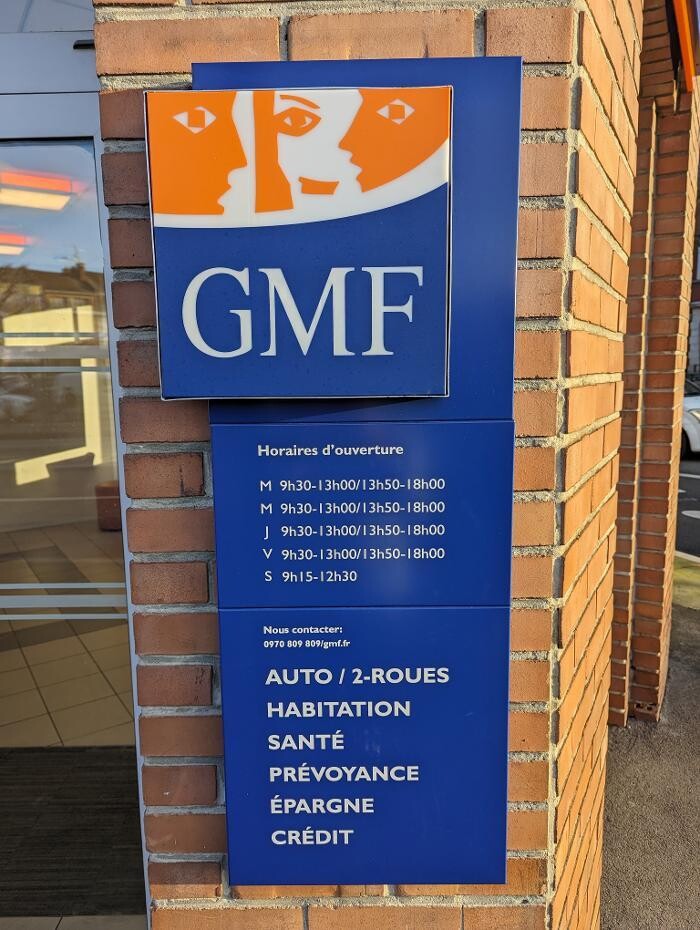 GMF
Horaires d'ouverture
M 9h30-13h00/13h50-18h00
M 9h30-13h00/13h50-18h00
J 9h30-13h00/13h50-18h00
V 9h30-13h00/13h50-18h00
S 9h15-12h30
Nous contacter:
0970 809 809/gmf.fr
AUTO / 2-ROUES
HABITATION
SANTÉ
PRÉVOYANCE
ÉPARGNE
CRÉDIT